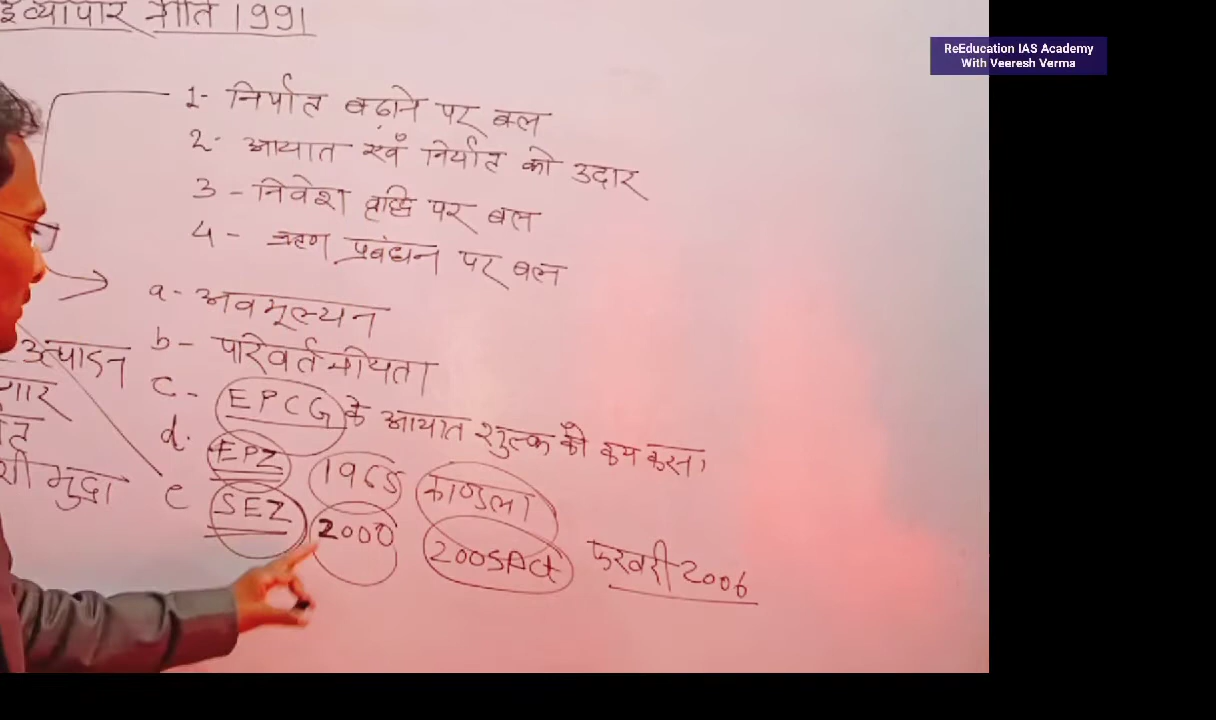 ई व्यापार नीति 1991
ReEducation IAS Academy
With Veeresh Verma
1- निर्यात बढ़ाने पर बल
2- आयात एवं निर्यात को उदार
3 - निवेश वृद्धि पर बल
4 - ऋण प्रबंधन पर बल
a- अवमूल्यन
b- परिवर्तनीयता
उत्पादन
c- EPCG के आयात शुल्क को कम करना
d. EPZ 1965 काण्डला
e SEZ 2000 2005Act फरवरी 2006
मुद्रा